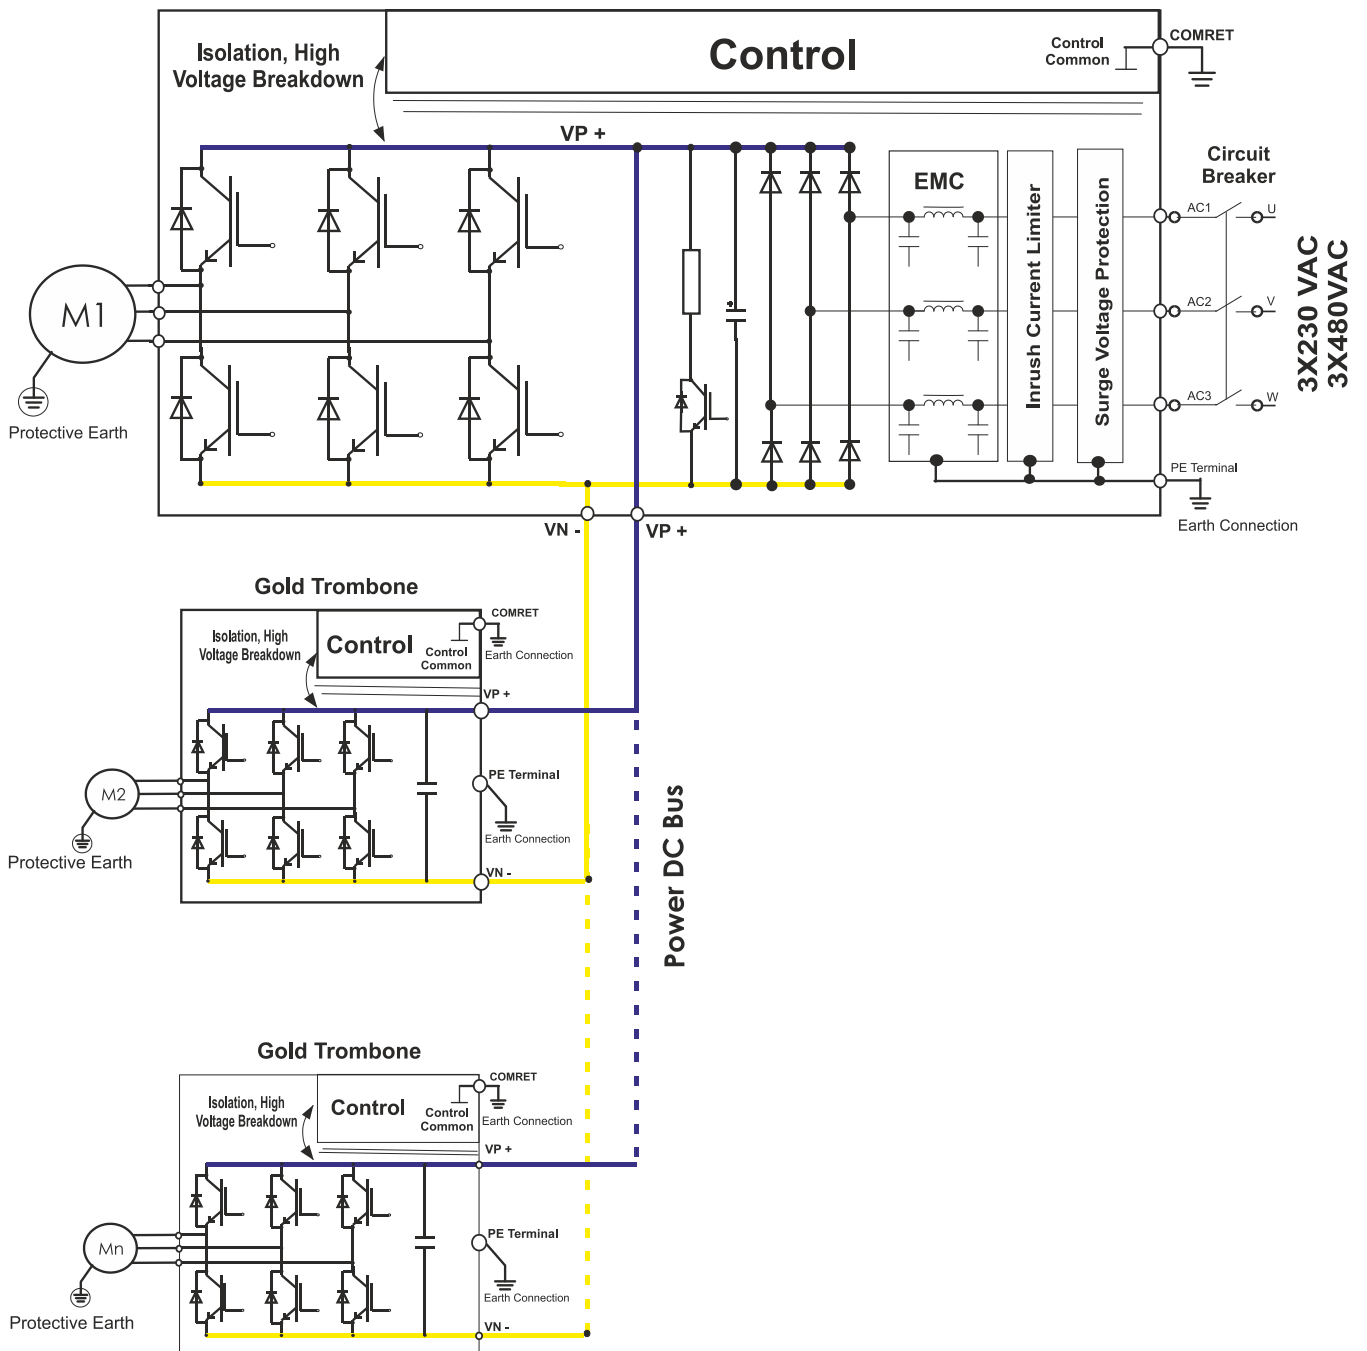 Isolation, High
Voltage Breakdown
Control
Control
Common
COMRET
VP +
EMC
Inrush Current Limiter
Surge Voltage Protection
Circuit
Breaker
AC1
U
AC2
V
AC3
W
3X230 VAC
3X480VAC
M1
Protective Earth
PE Terminal
Earth Connection
VN -
VP +
Gold Trombone
Isolation, High
Voltage Breakdown
Control
Control
Common
COMRET
Earth Connection
VP +
M2
Protective Earth
PE Terminal
Earth Connection
VN -
Power DC Bus
Gold Trombone
Isolation, High
Voltage Breakdown
Control
Control
Common
COMRET
Earth Connection
VP +
Mn
Protective Earth
PE Terminal
Earth Connection
VN -